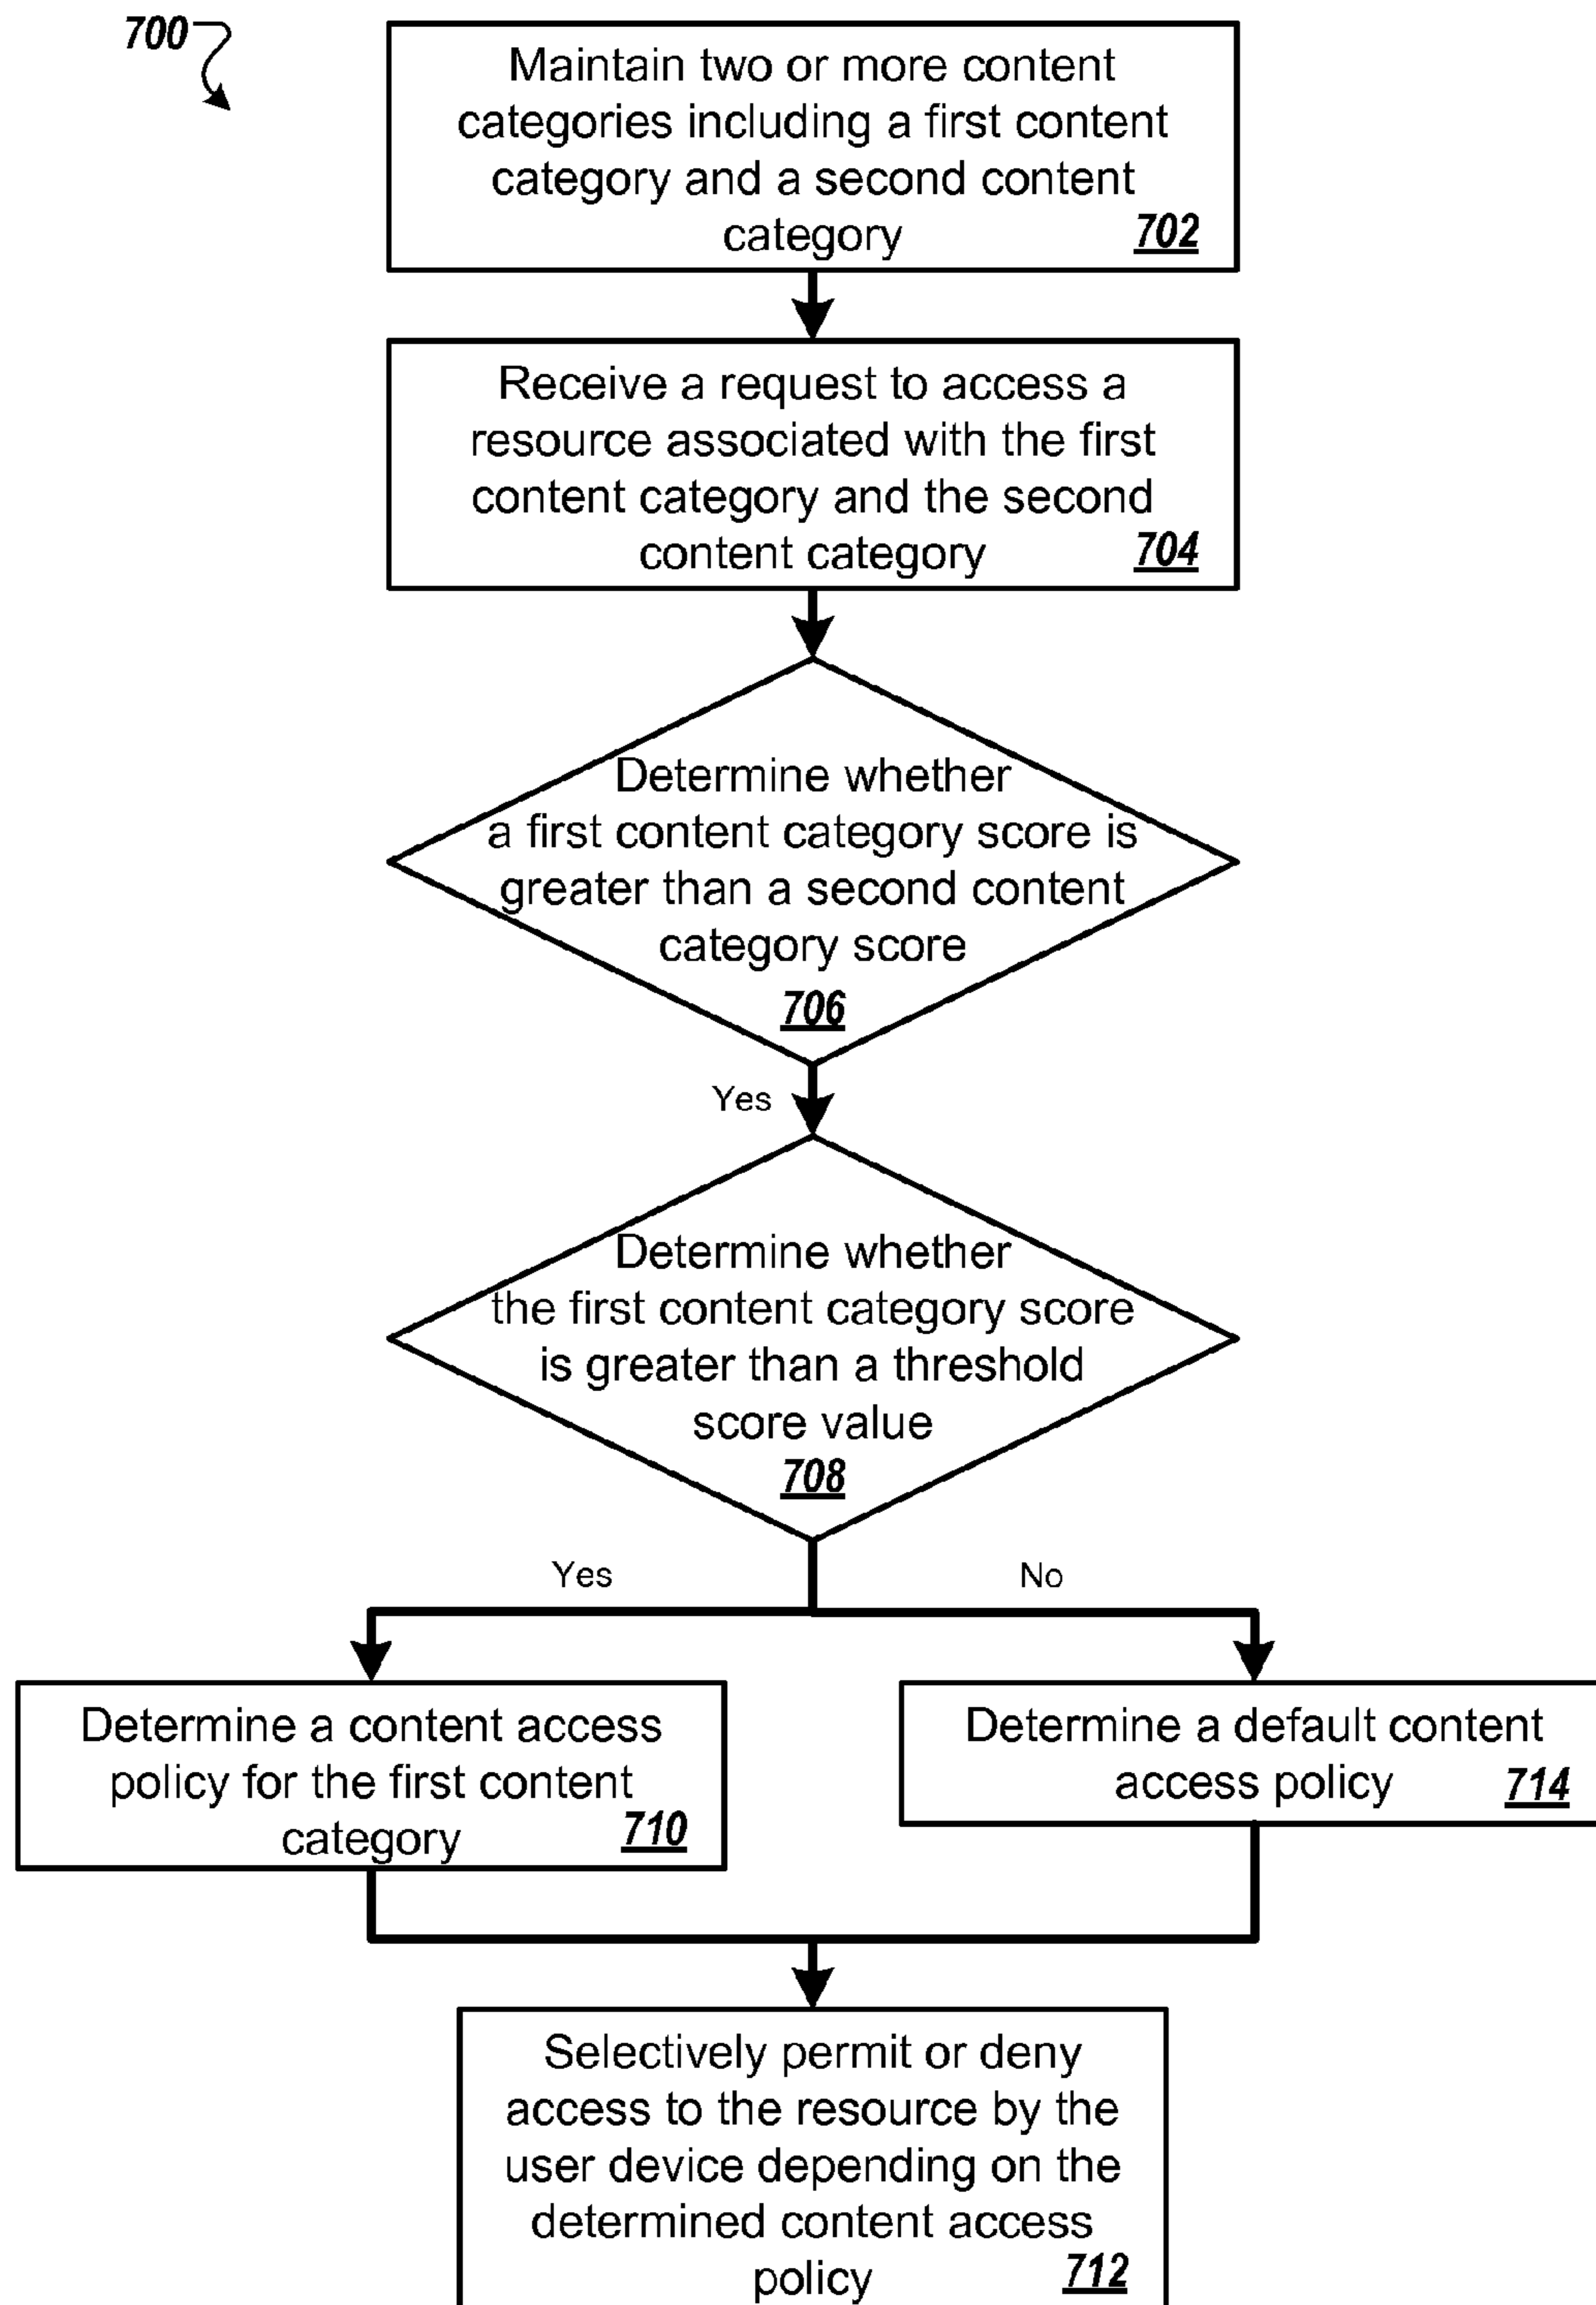 700
Maintain two or more content
categories including a first content
category and a second content
category
702
Receive a request to access a
resource associated with the first
content category and the second
content category
704
Determine whether
a first content category score is
greater than a second content
category score
706
Yes
Determine whether
the first content category score
is greater than a threshold
score value
708
Yes
No
Determine a content access
policy for the first content
category
710
Determine a default content
access policy
714
Selectively permit or deny
access to the resource by the
user device depending on the
determined content access
policy
712